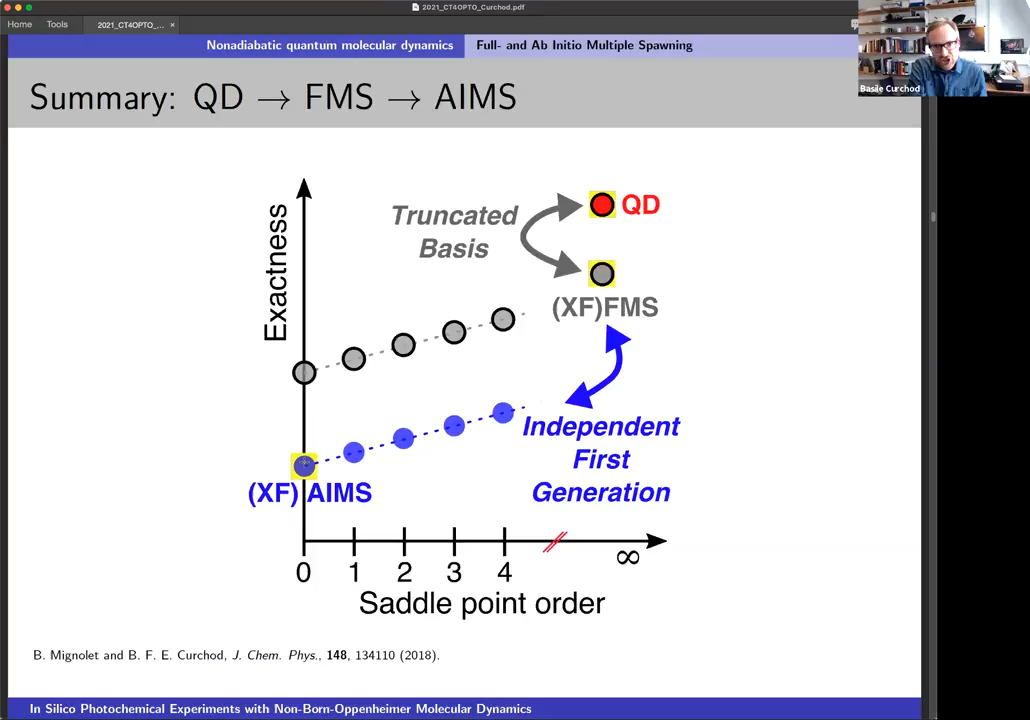 2021_CT4OPTO_Curchod.pdf
Home Tools 2021_CT4OPTO_... ×
Nonadiabatic quantum molecular dynamics Full- and Ab Initio Multiple Spawning
Basile Curchod
Summary: QD → FMS → AIMS
Exactness
Truncated
Basis
QD
(XF)FMS
Independent
First
Generation
(XF) AIMS
0 1 2 3 4 ∞
Saddle point order
B. Mignolet and B. F. E. Curchod, J. Chem. Phys., 148, 134110 (2018).
In Silico Photochemical Experiments with Non-Born-Oppenheimer Molecular Dynamics